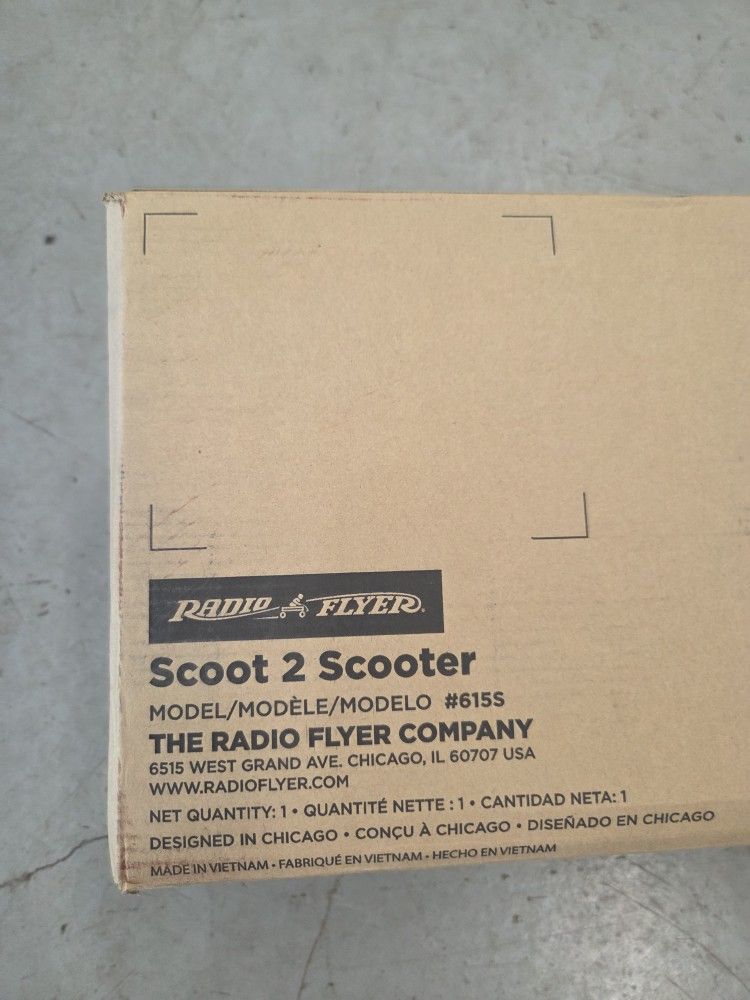 RADIO FLYER®
Scoot 2 Scooter
MODEL/MODÈLE/MODELO #615S
THE RADIO FLYER COMPANY
6515 WEST GRAND AVE. CHICAGO, IL 60707 USA
WWW.RADIOFLYER.COM
NET QUANTITY: 1 • QUANTITÉ NETTE : 1 • CANTIDAD NETA: 1
DESIGNED IN CHICAGO • CONÇU À CHICAGO • DISEÑADO EN CHICAGO
MADE IN VIETNAM • FABRIQUÉ EN VIETNAM • HECHO EN VIETNAM